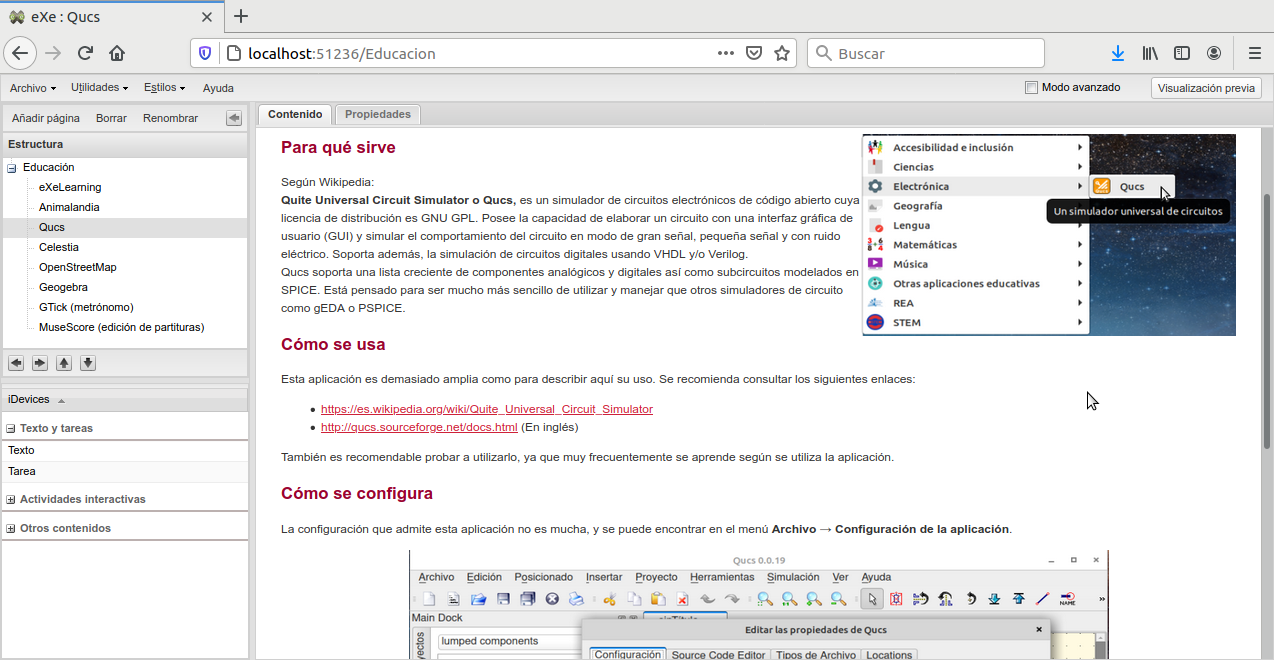 eXe : Qucs
localhost:51236/Educacion
Buscar
Archivo
Utilidades
Estilos
Ayuda
Modo avanzado
Visualización previa
Añadir página
Borrar
Renombrar
Estructura
Educación
eXeLearning
Animalandia
Qucs
Celestia
OpenStreetMap
Geogebra
GTick (metrónomo)
MuseScore (edición de partituras)
iDevices
Texto y tareas
Texto
Tarea
Actividades interactivas
Otros contenidos
Contenido
Propiedades
Para qué sirve
Según Wikipedia:
Quite Universal Circuit Simulator o Qucs, es un simulador de circuitos electrónicos de código abierto cuya
licencia de distribución es GNU GPL. Posee la capacidad de elaborar un circuito con una interfaz gráfica de
usuario (GUI) y simular el comportamiento del circuito en modo de gran señal, pequeña señal y con ruido
eléctrico. Soporta además, la simulación de circuitos digitales usando VHDL y/o Verilog.
Qucs soporta una lista creciente de componentes analógicos y digitales así como subcircuitos modelados en
SPICE. Está pensado para ser mucho más sencillo de utilizar y manejar que otros simuladores de circuito
como gEDA o PSPICE.
Accesibilidad e inclusión
Ciencias
Electrónica
Geografía
Lengua
Matemáticas
Música
Otras aplicaciones educativas
REA
STEM
Qucs
Un simulador universal de circuitos
Cómo se usa
Esta aplicación es demasiado amplia como para describir aquí su uso. Se recomienda consultar los siguientes enlaces:
https://es.wikipedia.org/wiki/Quite_Universal_Circuit_Simulator
http://qucs.sourceforge.net/docs.html (En inglés)
También es recomendable probar a utilizarlo, ya que muy frecuentemente se aprende según se utiliza la aplicación.
Cómo se configura
La configuración que admite esta aplicación no es mucha, y se puede encontrar en el menú Archivo → Configuración de la aplicación.
Qucs 0.0.19
Archivo Edición Posicionado Insertar Proyecto Herramientas Simulación Ver Ayuda
NAME
Main Dock
lumped components
Editar las propiedades de Qucs
Configuración Source Code Editor Tipos de Archivo Locations